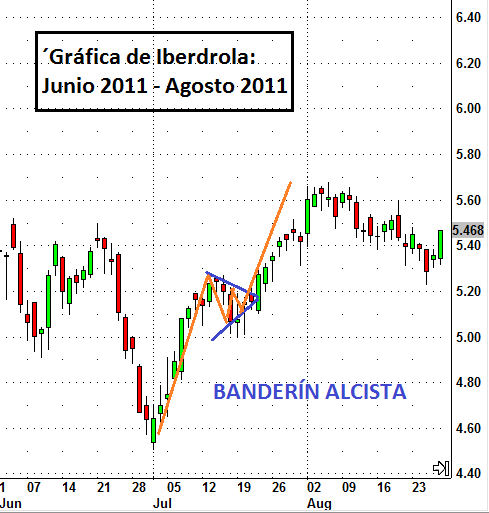 ´Gráfica de Iberdrola:
Junio 2011 - Agosto 2011
6.40
6.20
6.00
5.80
5.60
5.468
5.40
5.20
5.00
4.80
4.60
4.40
BANDERÍN ALCISTA
1 07 14 21 28 05 12 19 26 02 09 16 23
Jun Jul Aug